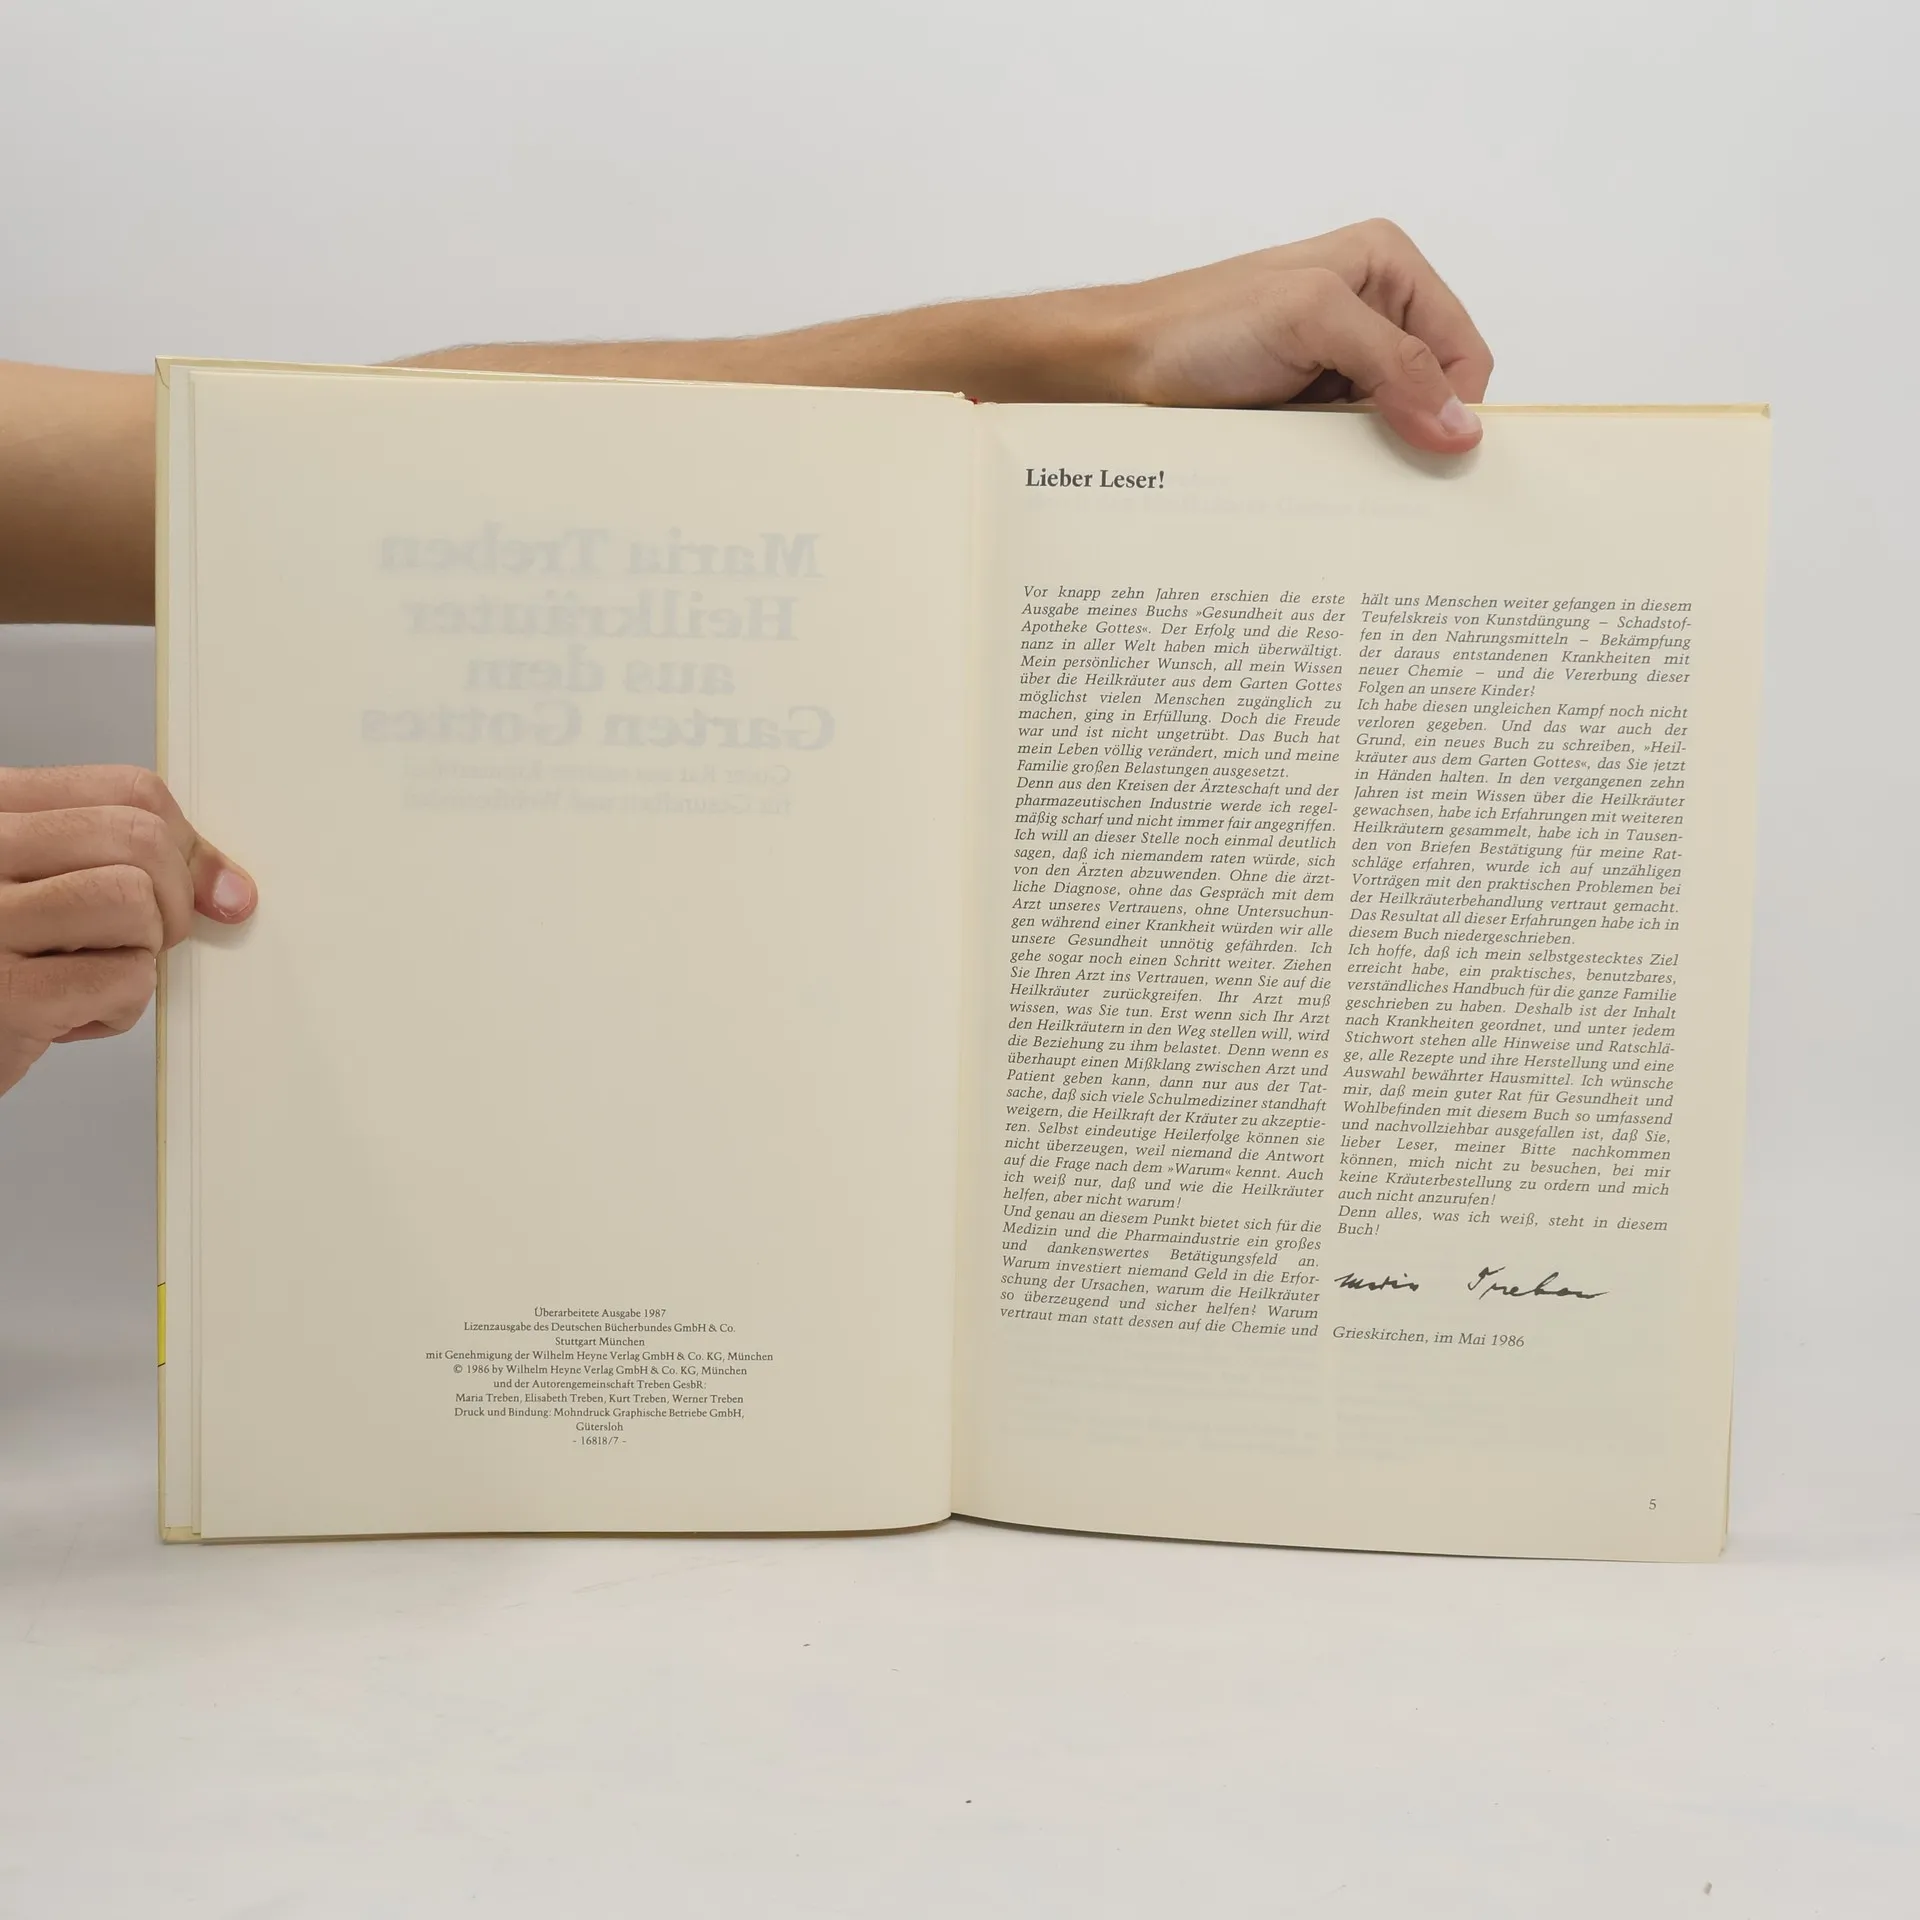 Maria Treben
Heilkräuter
aus dem
Garten Gottes
Überarbeitete Ausgabe 1987
Lizenzausgabe des Deutschen Bücherbundes GmbH & Co.
Stuttgart München
mit Genehmigung der Wilhelm Heyne Verlag GmbH & Co. KG, München
© 1986 by Wilhelm Heyne Verlag GmbH & Co. KG, München
und der Autorengemeinschaft Treben GesbR:
Maria Treben, Elisabeth Treben, Kurt Treben, Werner Treben
Druck und Bindung: Mohndruck Graphische Betriebe GmbH,
Gütersloh
- 16818/7 -
Lieber Leser!
Vor knapp zehn Jahren erschien die erste
Ausgabe meines Buchs »Gesundheit aus der
Apotheke Gottes«. Der Erfolg und die Reso-
nanz in aller Welt haben mich überwältigt.
Mein persönlicher Wunsch, all mein Wissen
über die Heilkräuter aus dem Garten Gottes
möglichst vielen Menschen zugänglich zu
machen, ging in Erfüllung. Doch die Freude
war und ist nicht ungetrübt. Das Buch hat
mein Leben völlig verändert, mich und meine
Familie großen Belastungen ausgesetzt.
Denn aus den Kreisen der Ärzteschaft und der
pharmazeutischen Industrie werde ich regel-
mäßig scharf und nicht immer fair angegriffen.
Ich will an dieser Stelle noch einmal deutlich
sagen, daß ich niemandem raten würde, sich
von den Ärzten abzuwenden. Ohne die ärzt-
liche Diagnose, ohne das Gespräch mit dem
Arzt unseres Vertrauens, ohne Untersuchun-
gen während einer Krankheit würden wir alle
unsere Gesundheit unnötig gefährden. Ich
gehe sogar noch einen Schritt weiter. Ziehen
Sie Ihren Arzt ins Vertrauen, wenn Sie auf die
Heilkräuter zurückgreifen. Ihr Arzt muß
wissen, was Sie tun. Erst wenn sich Ihr Arzt
den Heilkräutern in den Weg stellen will, wird
die Beziehung zu ihm belastet. Denn wenn es
überhaupt einen Mißklang zwischen Arzt und
Patient geben kann, dann nur aus der Tat-
sache, daß sich viele Schulmediziner standhaft
weigern, die Heilkraft der Kräuter zu akzeptie-
ren. Selbst eindeutige Heilerfolge können sie
nicht überzeugen, weil niemand die Antwort
auf die Frage nach dem »Warum« kennt. Auch
ich weiß nur, daß und wie die Heilkräuter
helfen, aber nicht warum!
Und genau an diesem Punkt bietet sich für die
Medizin und die Pharmaindustrie ein großes
und dankenswertes Betätigungsfeld an.
Warum investiert niemand Geld in die Erfor-
schung der Ursachen, warum die Heilkräuter
so überzeugend und sicher helfen? Warum
vertraut man statt dessen auf die Chemie und
hält uns Menschen weiter gefangen in diesem
Teufelskreis von Kunstdüngung – Schadstof-
fen in den Nahrungsmitteln – Bekämpfung
der daraus entstandenen Krankheiten mit
neuer Chemie – und die Vererbung dieser
Folgen an unsere Kinder?
Ich habe diesen ungleichen Kampf noch nicht
verloren gegeben. Und das war auch der
Grund, ein neues Buch zu schreiben, »Heil-
kräuter aus dem Garten Gottes«, das Sie jetzt
in Händen halten. In den vergangenen zehn
Jahren ist mein Wissen über die Heilkräuter
gewachsen, habe ich Erfahrungen mit weiteren
Heilkräutern gesammelt, habe ich in Tausen-
den von Briefen Bestätigung für meine Rat-
schläge erfahren, wurde ich auf unzähligen
Vorträgen mit den praktischen Problemen bei
der Heilkräuterbehandlung vertraut gemacht.
Das Resultat all dieser Erfahrungen habe ich in
diesem Buch niedergeschrieben.
Ich hoffe, daß ich mein selbstgestecktes Ziel
erreicht habe, ein praktisches, benutzbares,
verständliches Handbuch für die ganze Familie
geschrieben zu haben. Deshalb ist der Inhalt
nach Krankheiten geordnet, und unter jedem
Stichwort stehen alle Hinweise und Ratschlä-
ge, alle Rezepte und ihre Herstellung und eine
Auswahl bewährter Hausmittel. Ich wünsche
mir, daß mein guter Rat für Gesundheit und
Wohlbefinden mit diesem Buch so umfassend
und nachvollziehbar ausgefallen ist, daß Sie,
lieber Leser, meiner Bitte nachkommen
können, mich nicht zu besuchen, bei mir
keine Kräuterbestellung zu ordern und mich
auch nicht anzurufen!
Denn alles, was ich weiß, steht in diesem
Buch!
Maria Treben
Grieskirchen, im Mai 1986
5